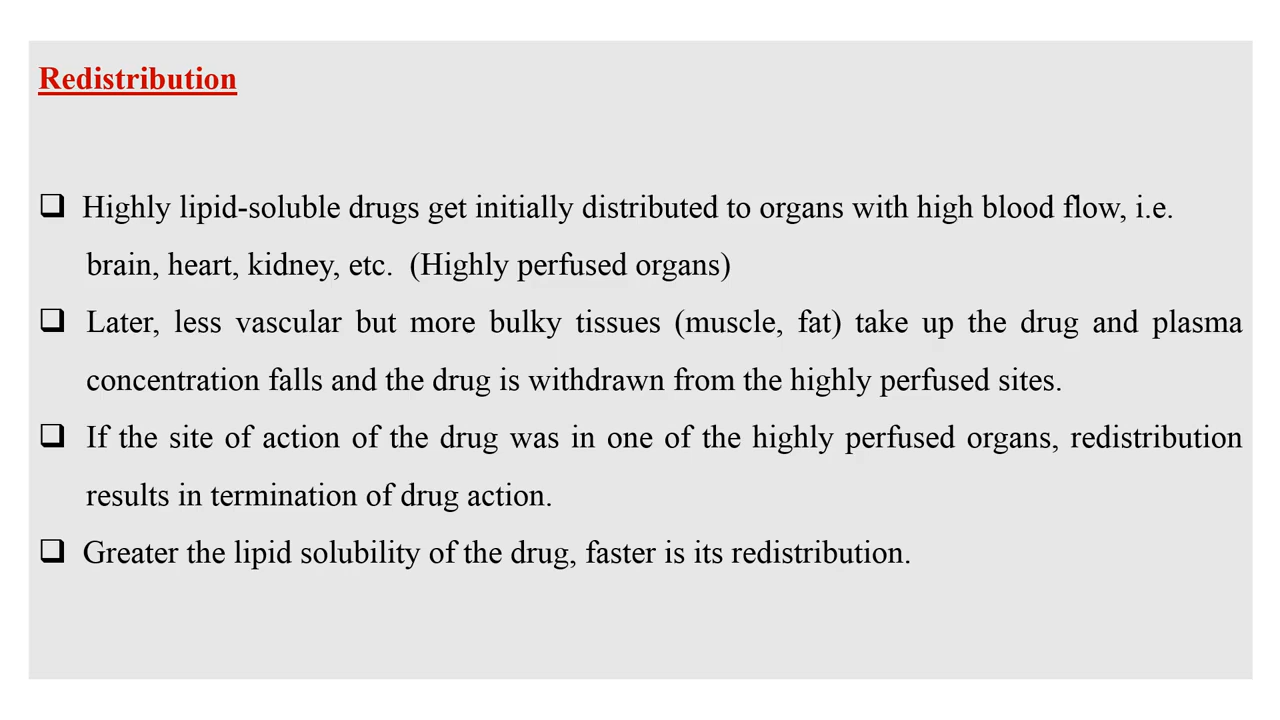 Redistribution
❑ Highly lipid-soluble drugs get initially distributed to organs with high blood flow, i.e.
brain, heart, kidney, etc. (Highly perfused organs)
❑ Later, less vascular but more bulky tissues (muscle, fat) take up the drug and plasma
concentration falls and the drug is withdrawn from the highly perfused sites.
❑ If the site of action of the drug was in one of the highly perfused organs, redistribution
results in termination of drug action.
❑ Greater the lipid solubility of the drug, faster is its redistribution.